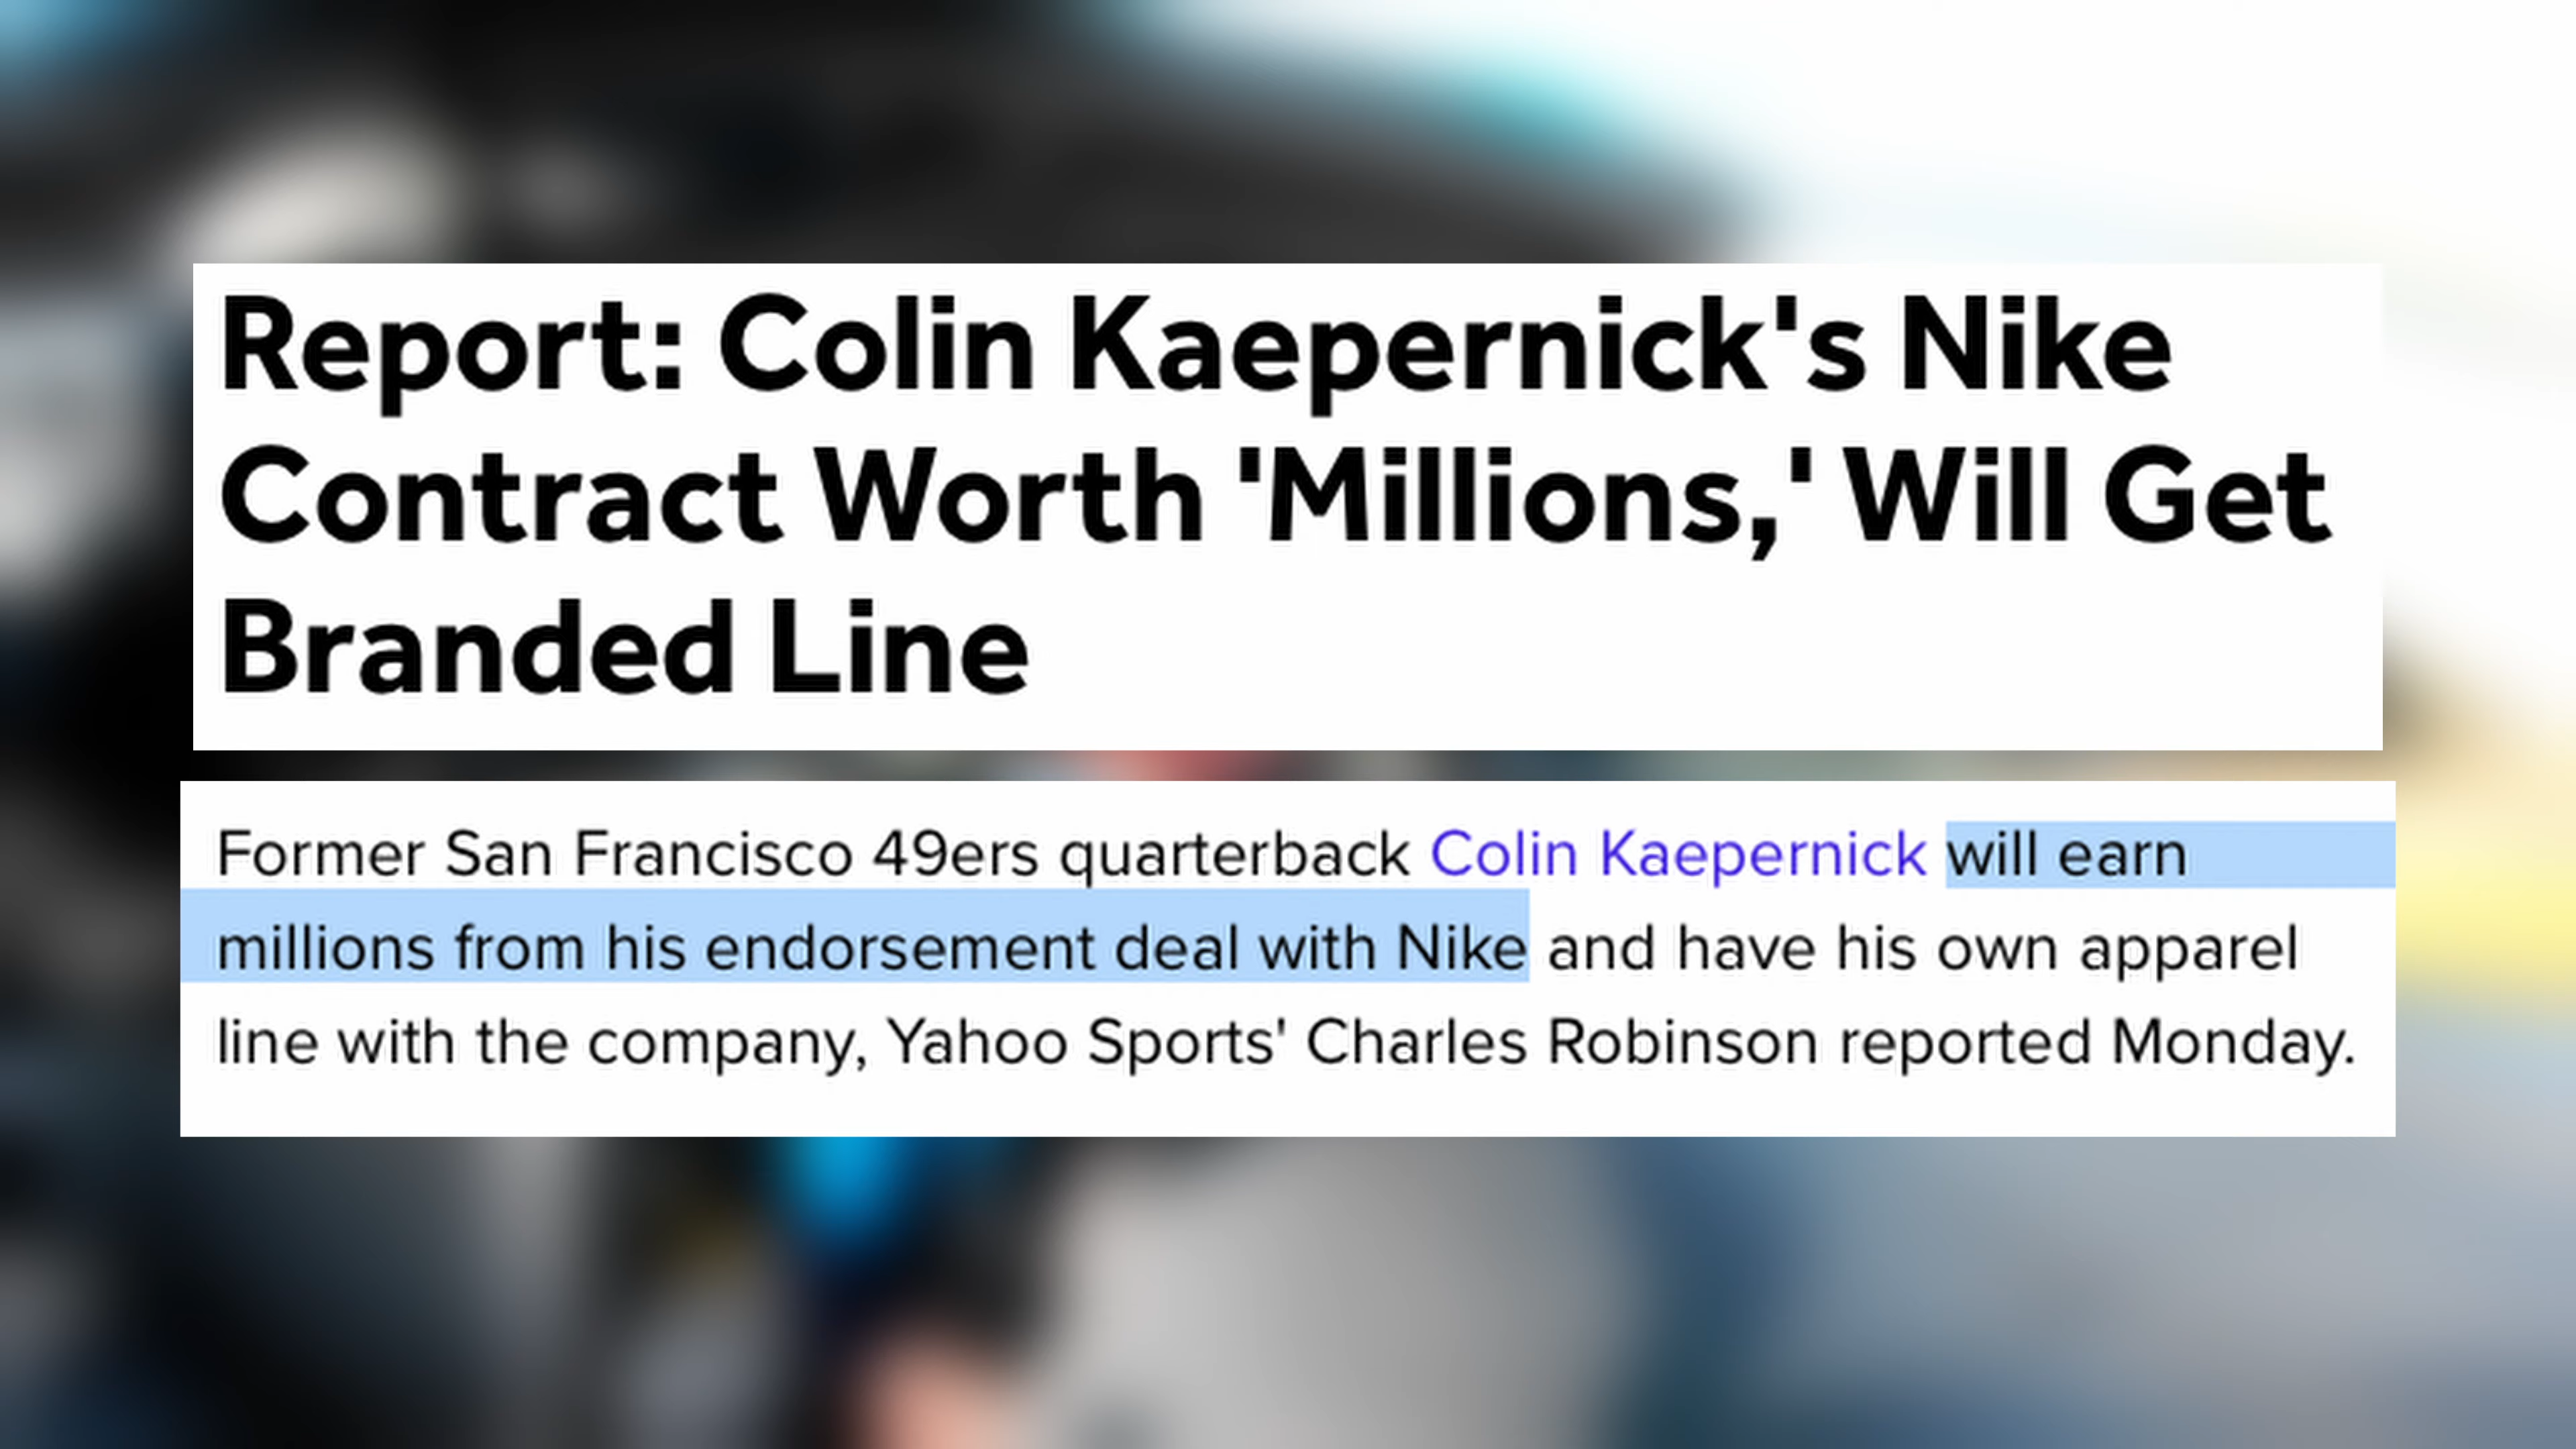 Report: Colin Kaepernick's Nike
Contract Worth 'Millions,' Will Get
Branded Line
Former San Francisco 49ers quarterback Colin Kaepernick will earn
millions from his endorsement deal with Nike and have his own apparel
line with the company, Yahoo Sports' Charles Robinson reported Monday.